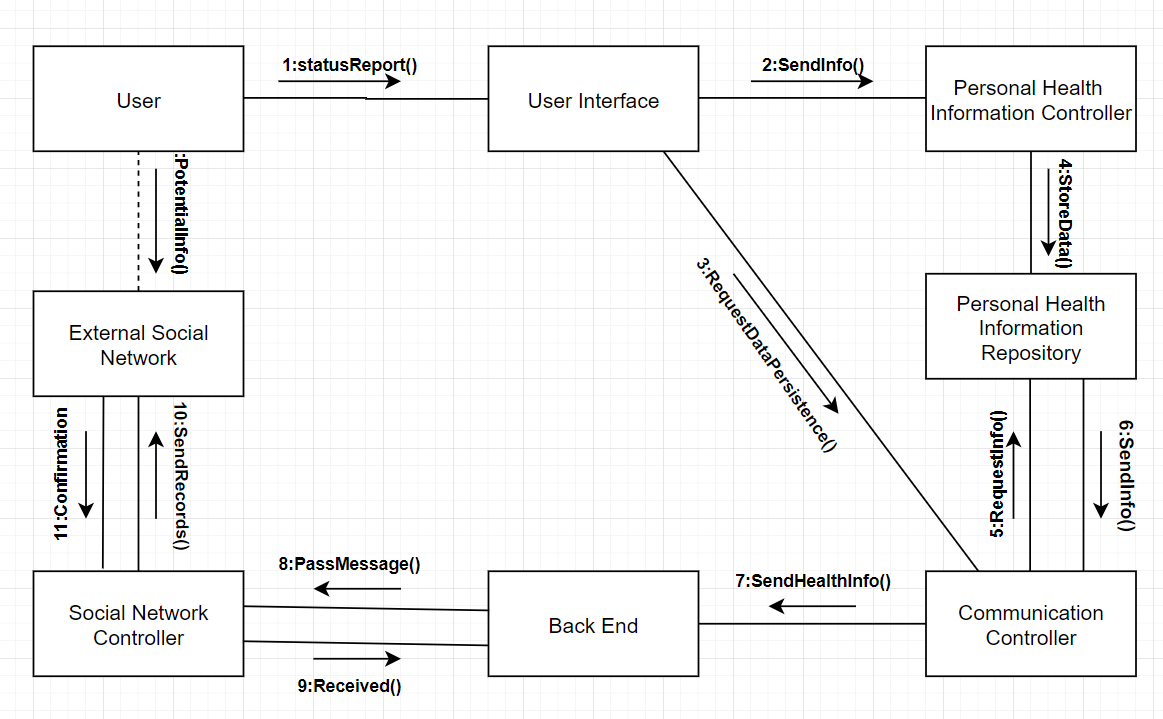 1:statusReport()
2:SendInfo()
User
User Interface
Personal Health
Information Controller
:PotentialInfo()
4:StoreData()
3:RequestDataPersistence()
External Social
Network
Personal Health
Information
Repository
11:Confirmation
10:SendRecords()
5:RequestInfo()
6:SendInfo()
8:PassMessage()
7:SendHealthInfo()
Social Network
Controller
Back End
Communication
Controller
9:Received()